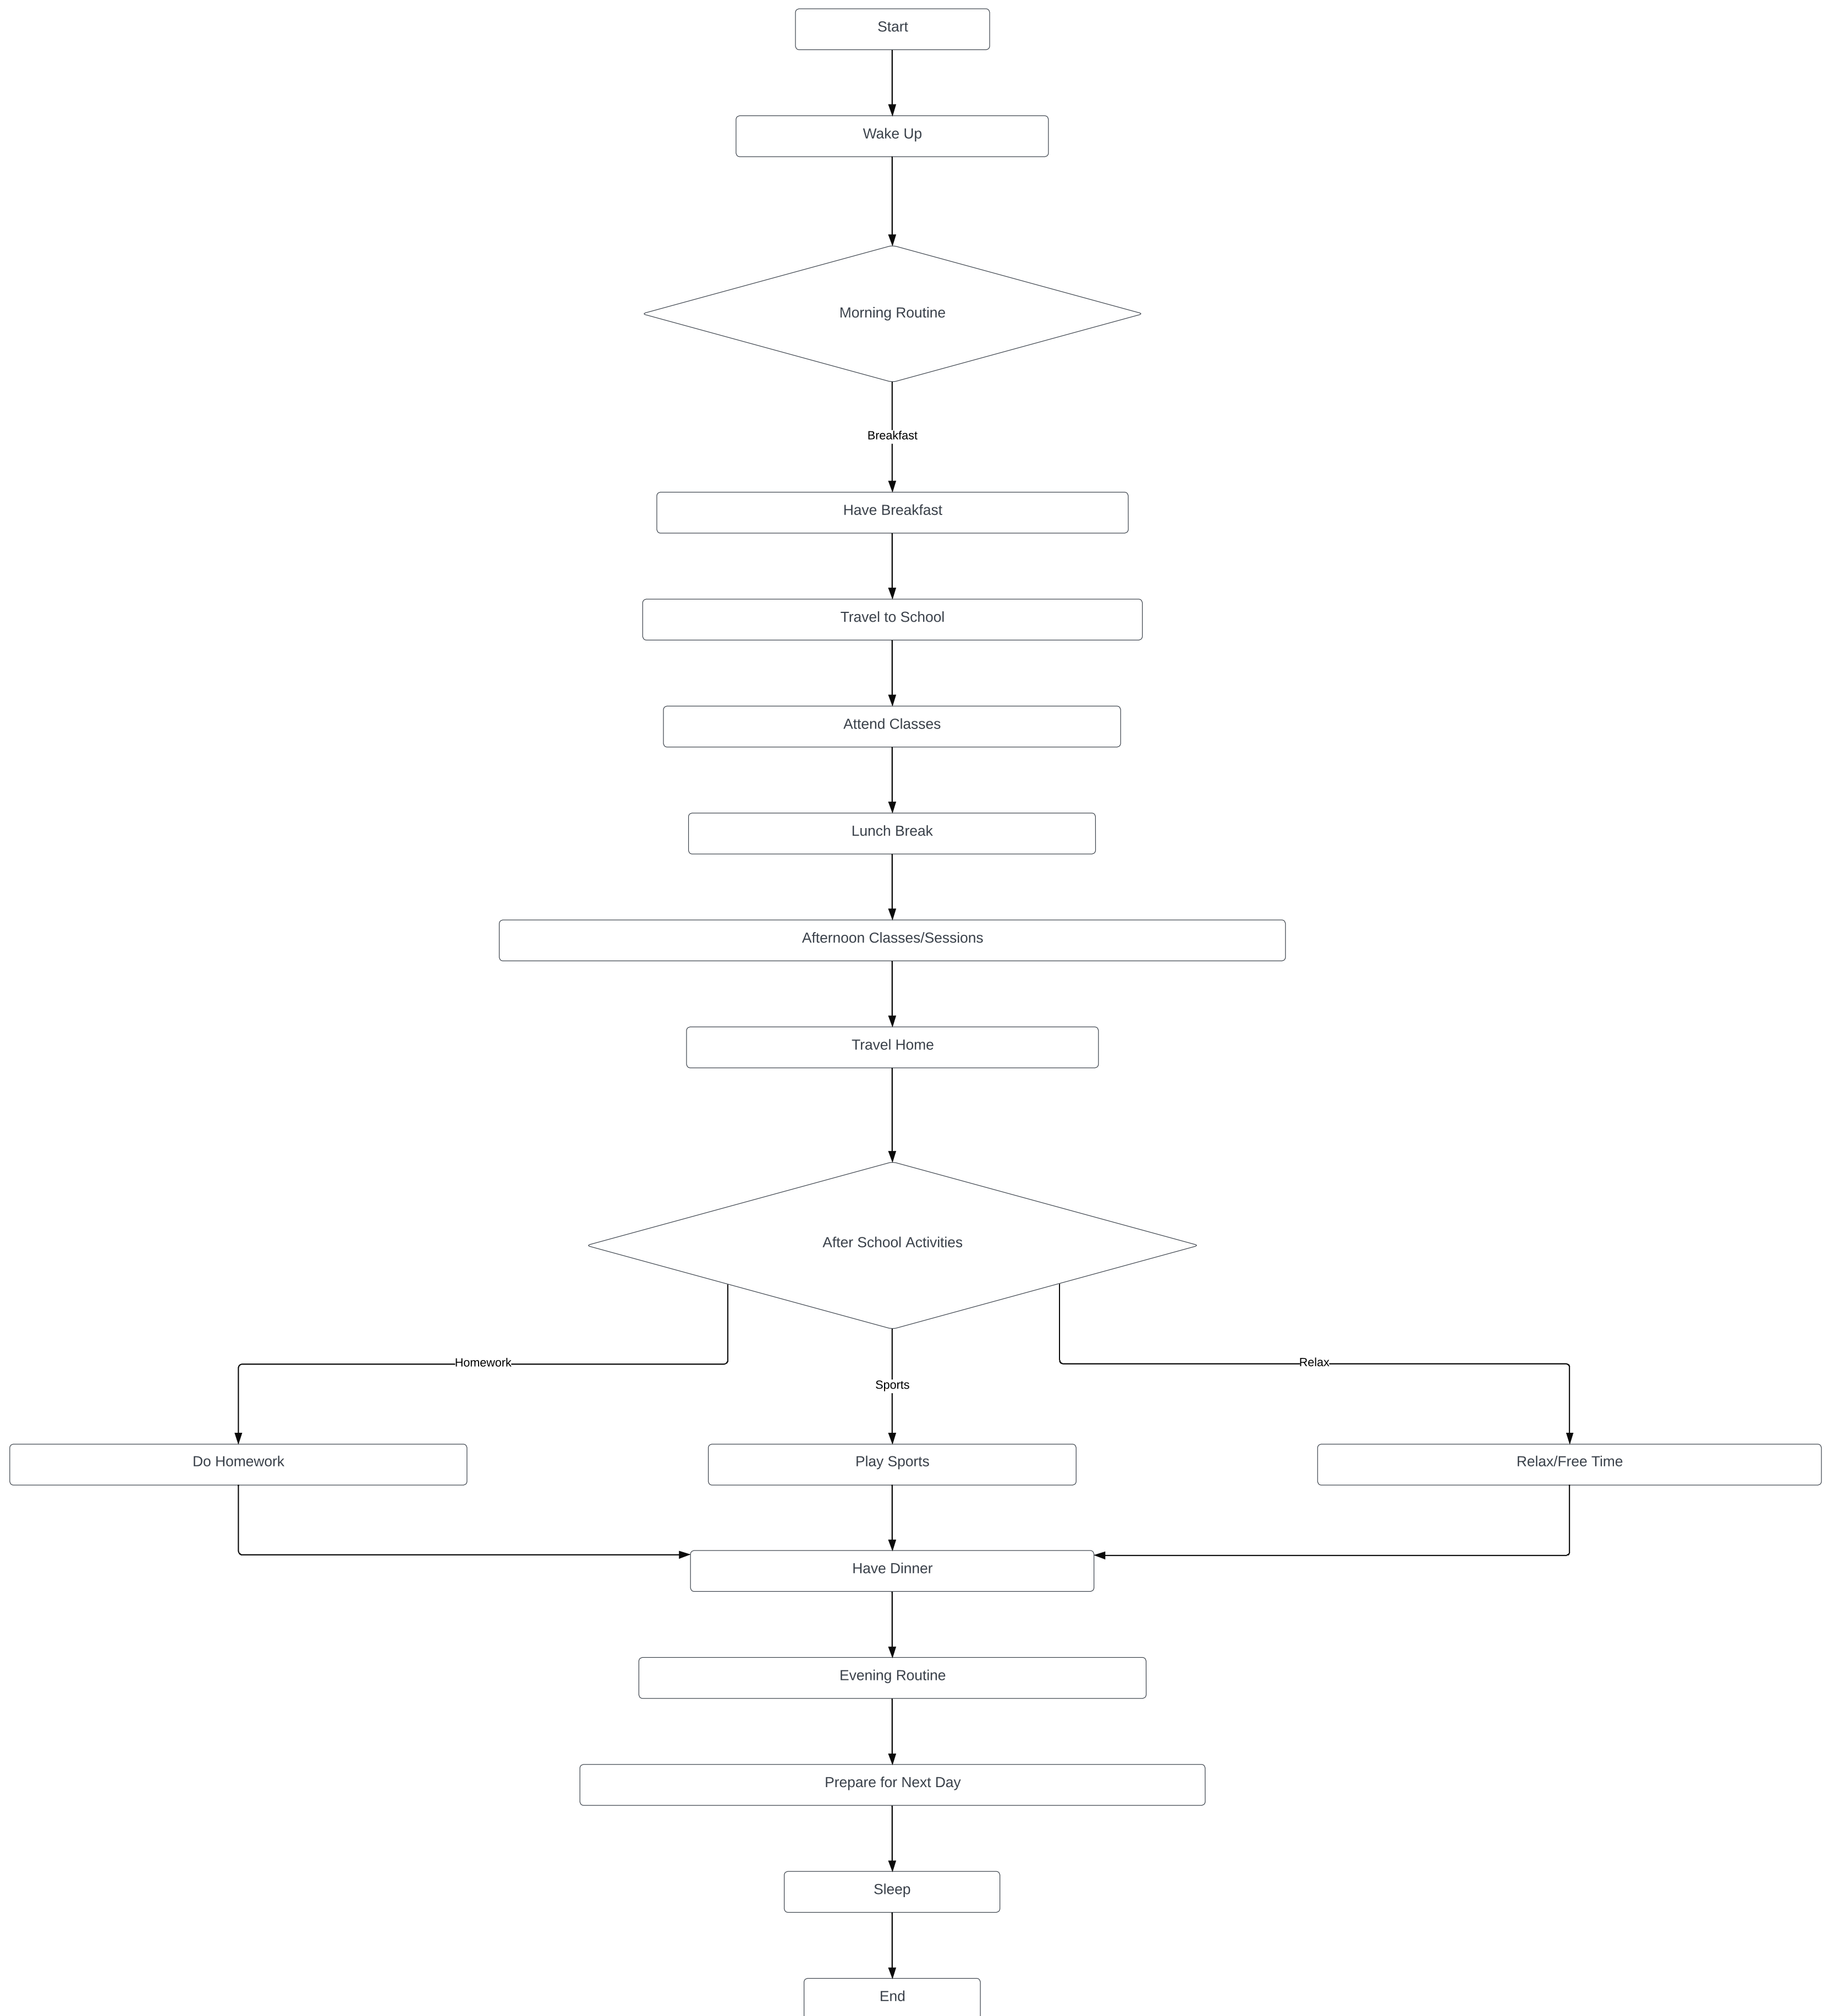 Start
Wake Up
Morning Routine
Breakfast
Have Breakfast
Travel to School
Attend Classes
Lunch Break
Afternoon Classes/Sessions
Travel Home
After School Activities
Homework
Relax
Sports
Do Homework
Play Sports
Relax/Free Time
Have Dinner
Evening Routine
Prepare for Next Day
Sleep
End